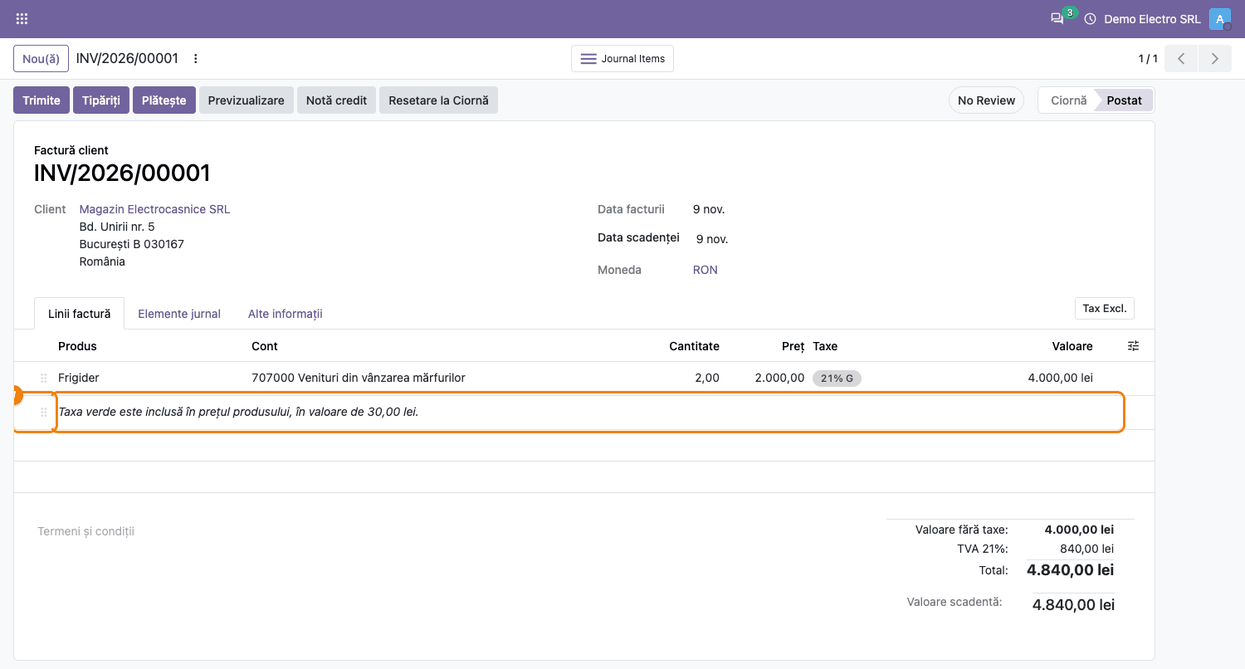 3 Demo Electro SRL A
Nou(ă) INV/2026/00001 Journal Items 1 / 1
Trimite Tipăriți Plătește Previzualizare Notă credit Resetare la Ciornă No Review Ciornă Postat
Factură client
INV/2026/00001
Client Magazin Electrocasnice SRL Data facturii 9 nov.
Bd. Unirii nr. 5
București B 030167 Data scadenței 9 nov.
România
Moneda RON
Linii factură Elemente jurnal Alte informații Tax Excl.
Produs Cont Cantitate Preț Taxe Valoare
Frigider 707000 Venituri din vânzarea mărfurilor 2,00 2.000,00 21% G 4.000,00 lei
Taxa verde este inclusă în prețul produsului, în valoare de 30,00 lei.
Termeni și condiții
Valoare fără taxe: 4.000,00 lei
TVA 21%: 840,00 lei
Total: 4.840,00 lei
Valoare scadentă: 4.840,00 lei